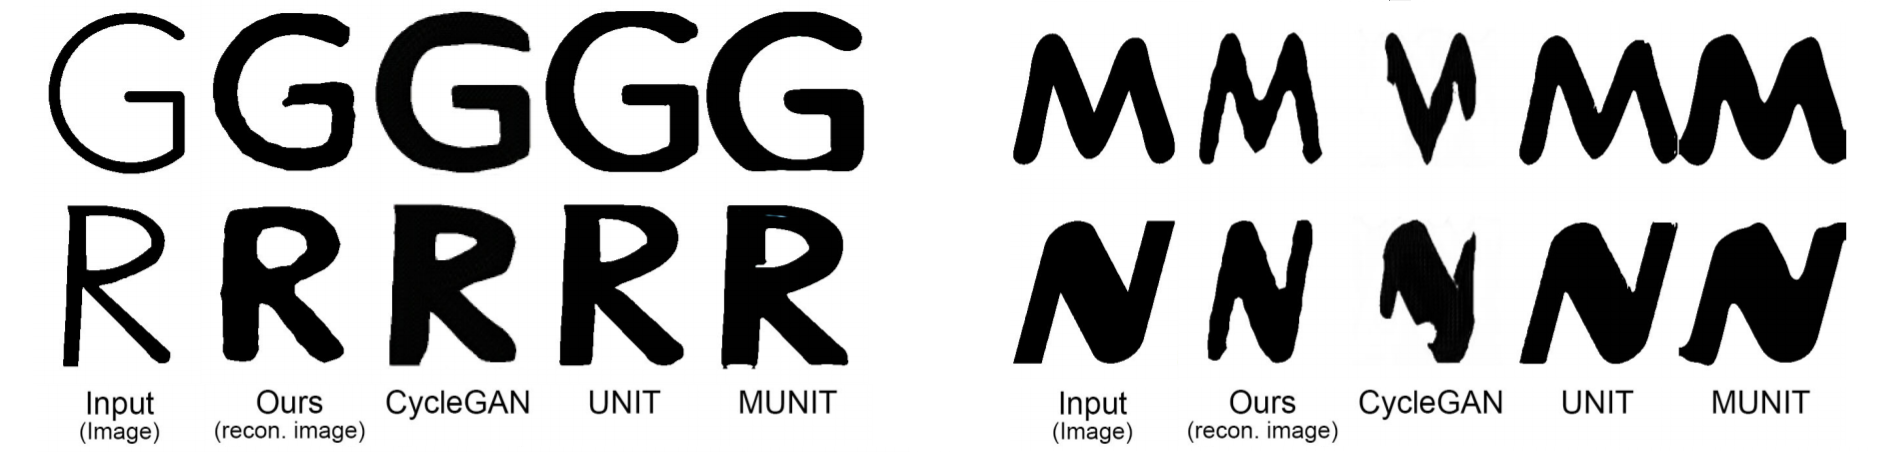 G G G G G M M V M M
R R R R R N N N N
Input Ours CycleGAN UNIT MUNIT Input Ours CycleGAN UNIT MUNIT
(Image) (recon. image) (Image) (recon. image)